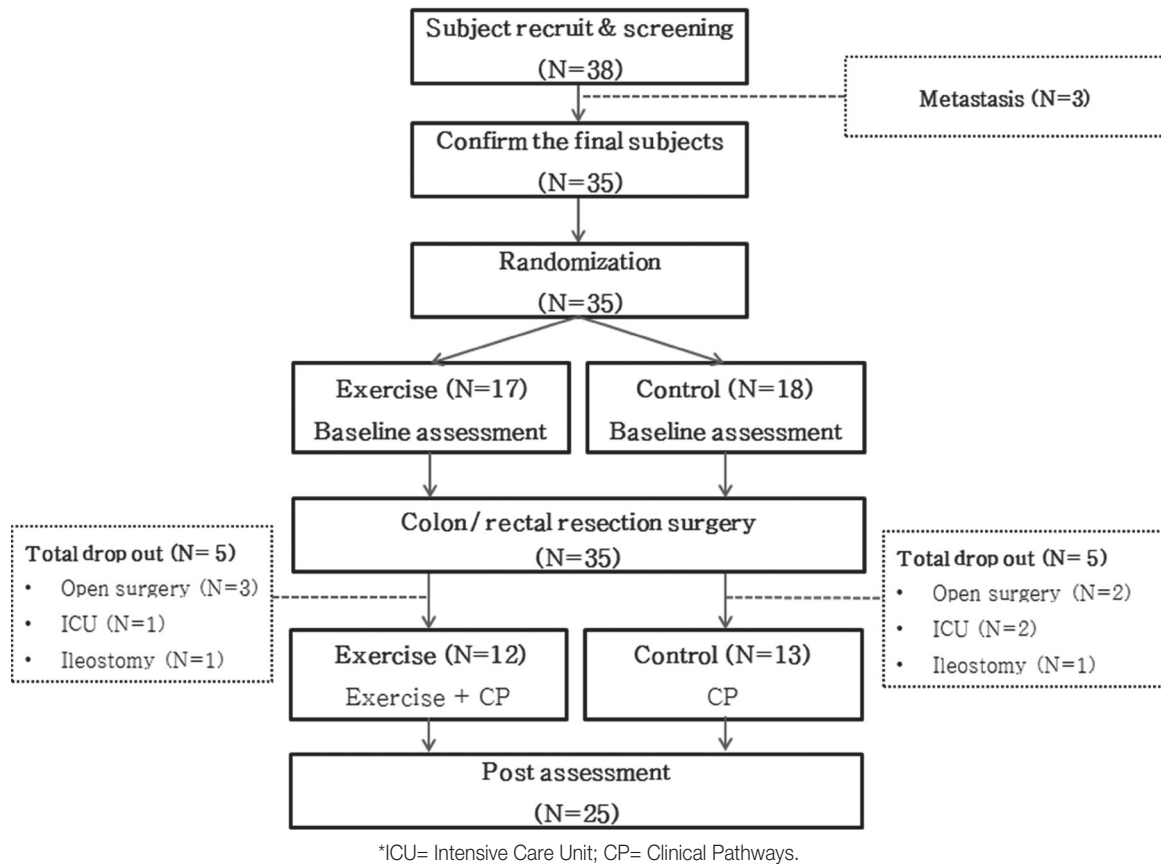 Subject recruit & screening
(N=38)
Metastasis (N=3)
Confirm the final subjects
(N=35)
Randomization
(N=35)
Exercise (N=17)
Baseline assessment
Control (N=18)
Baseline assessment
Colon/rectal resection surgery
(N=35)
Total drop out (N= 5)
• Open surgery (N=3)
• ICU (N=1)
• Ileostomy (N=1)
Total drop out (N= 5)
• Open surgery (N=2)
• ICU (N=2)
• Ileostomy (N=1)
Exercise (N=12)
Exercise + CP
Control (N=13)
CP
Post assessment
(N=25)
*ICU= Intensive Care Unit; CP= Clinical Pathways.